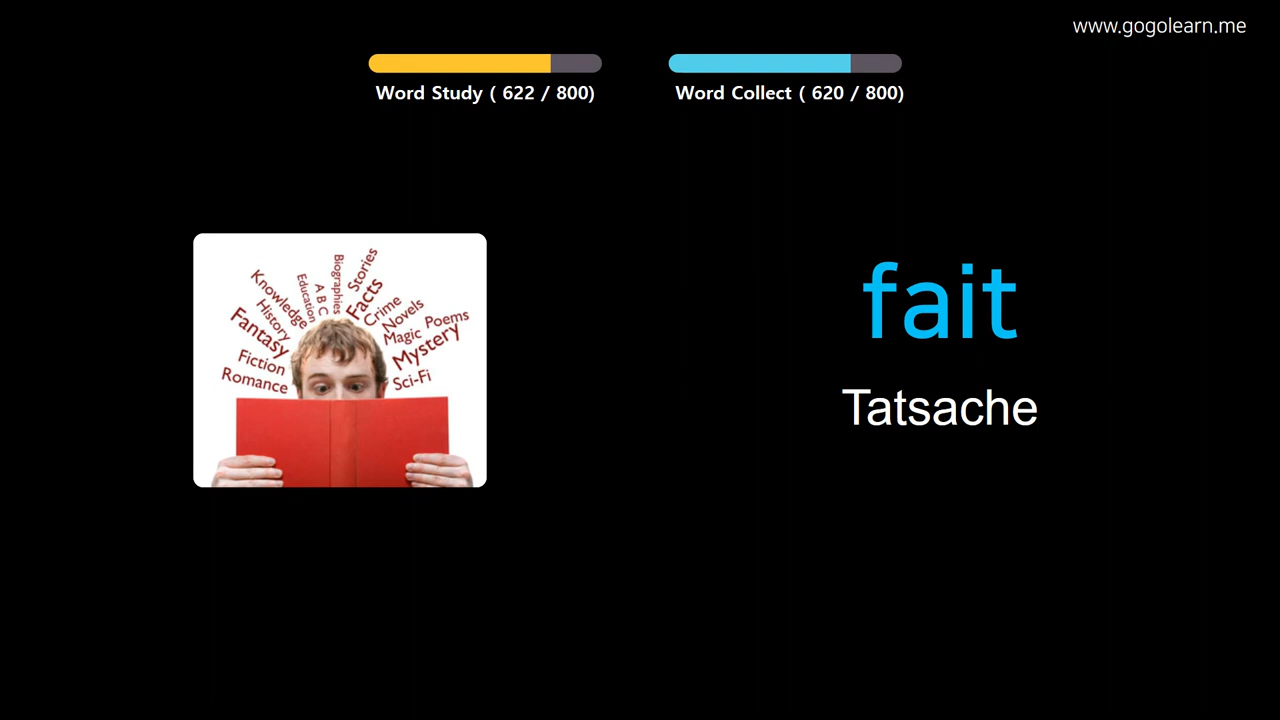 www.gogolearn.me
Word Study ( 622 / 800)
Word Collect ( 620 / 800)
Knowledge
History
Fantasy
Fiction
Romance
Education
A B C
Biographies
Stories
Facts
Crime
Novels
Magic
Poems
Mystery
Sci-Fi
fait
Tatsache